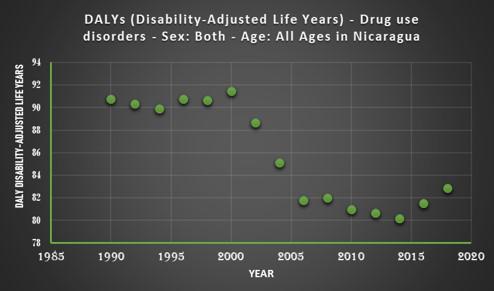 DALYs (Disability-Adjusted Life Years) - Drug use
disorders - Sex: Both - Age: All Ages in Nicaragua
DALY DISABILITY-ADJUSTED LIFE YEARS
94
92
90
88
86
84
82
80
78
1985 1990 1995 2000 2005 2010 2015 2020
YEAR